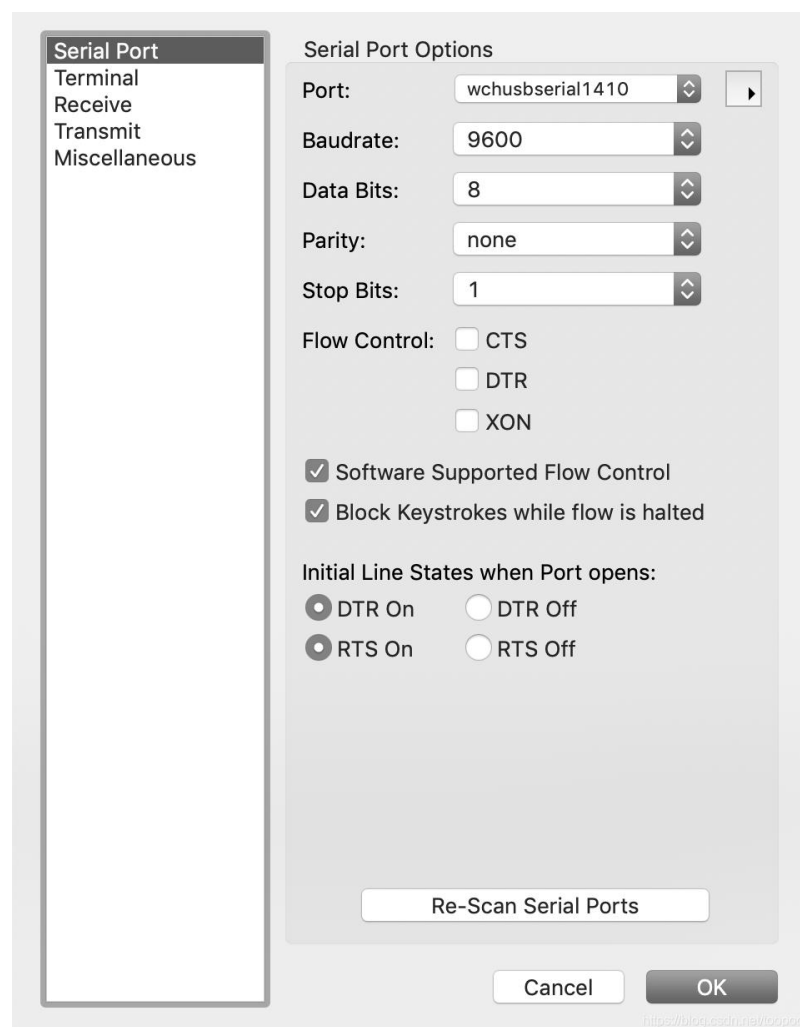 Serial Port
Terminal
Receive
Transmit
Miscellaneous
Serial Port Options
Port: wchusbserial1410
Baudrate: 9600
Data Bits: 8
Parity: none
Stop Bits: 1
Flow Control: CTS
DTR
XON
Software Supported Flow Control
Block Keystrokes while flow is halted
Initial Line States when Port opens:
DTR On DTR Off
RTS On RTS Off
Re-Scan Serial Ports
Cancel OK